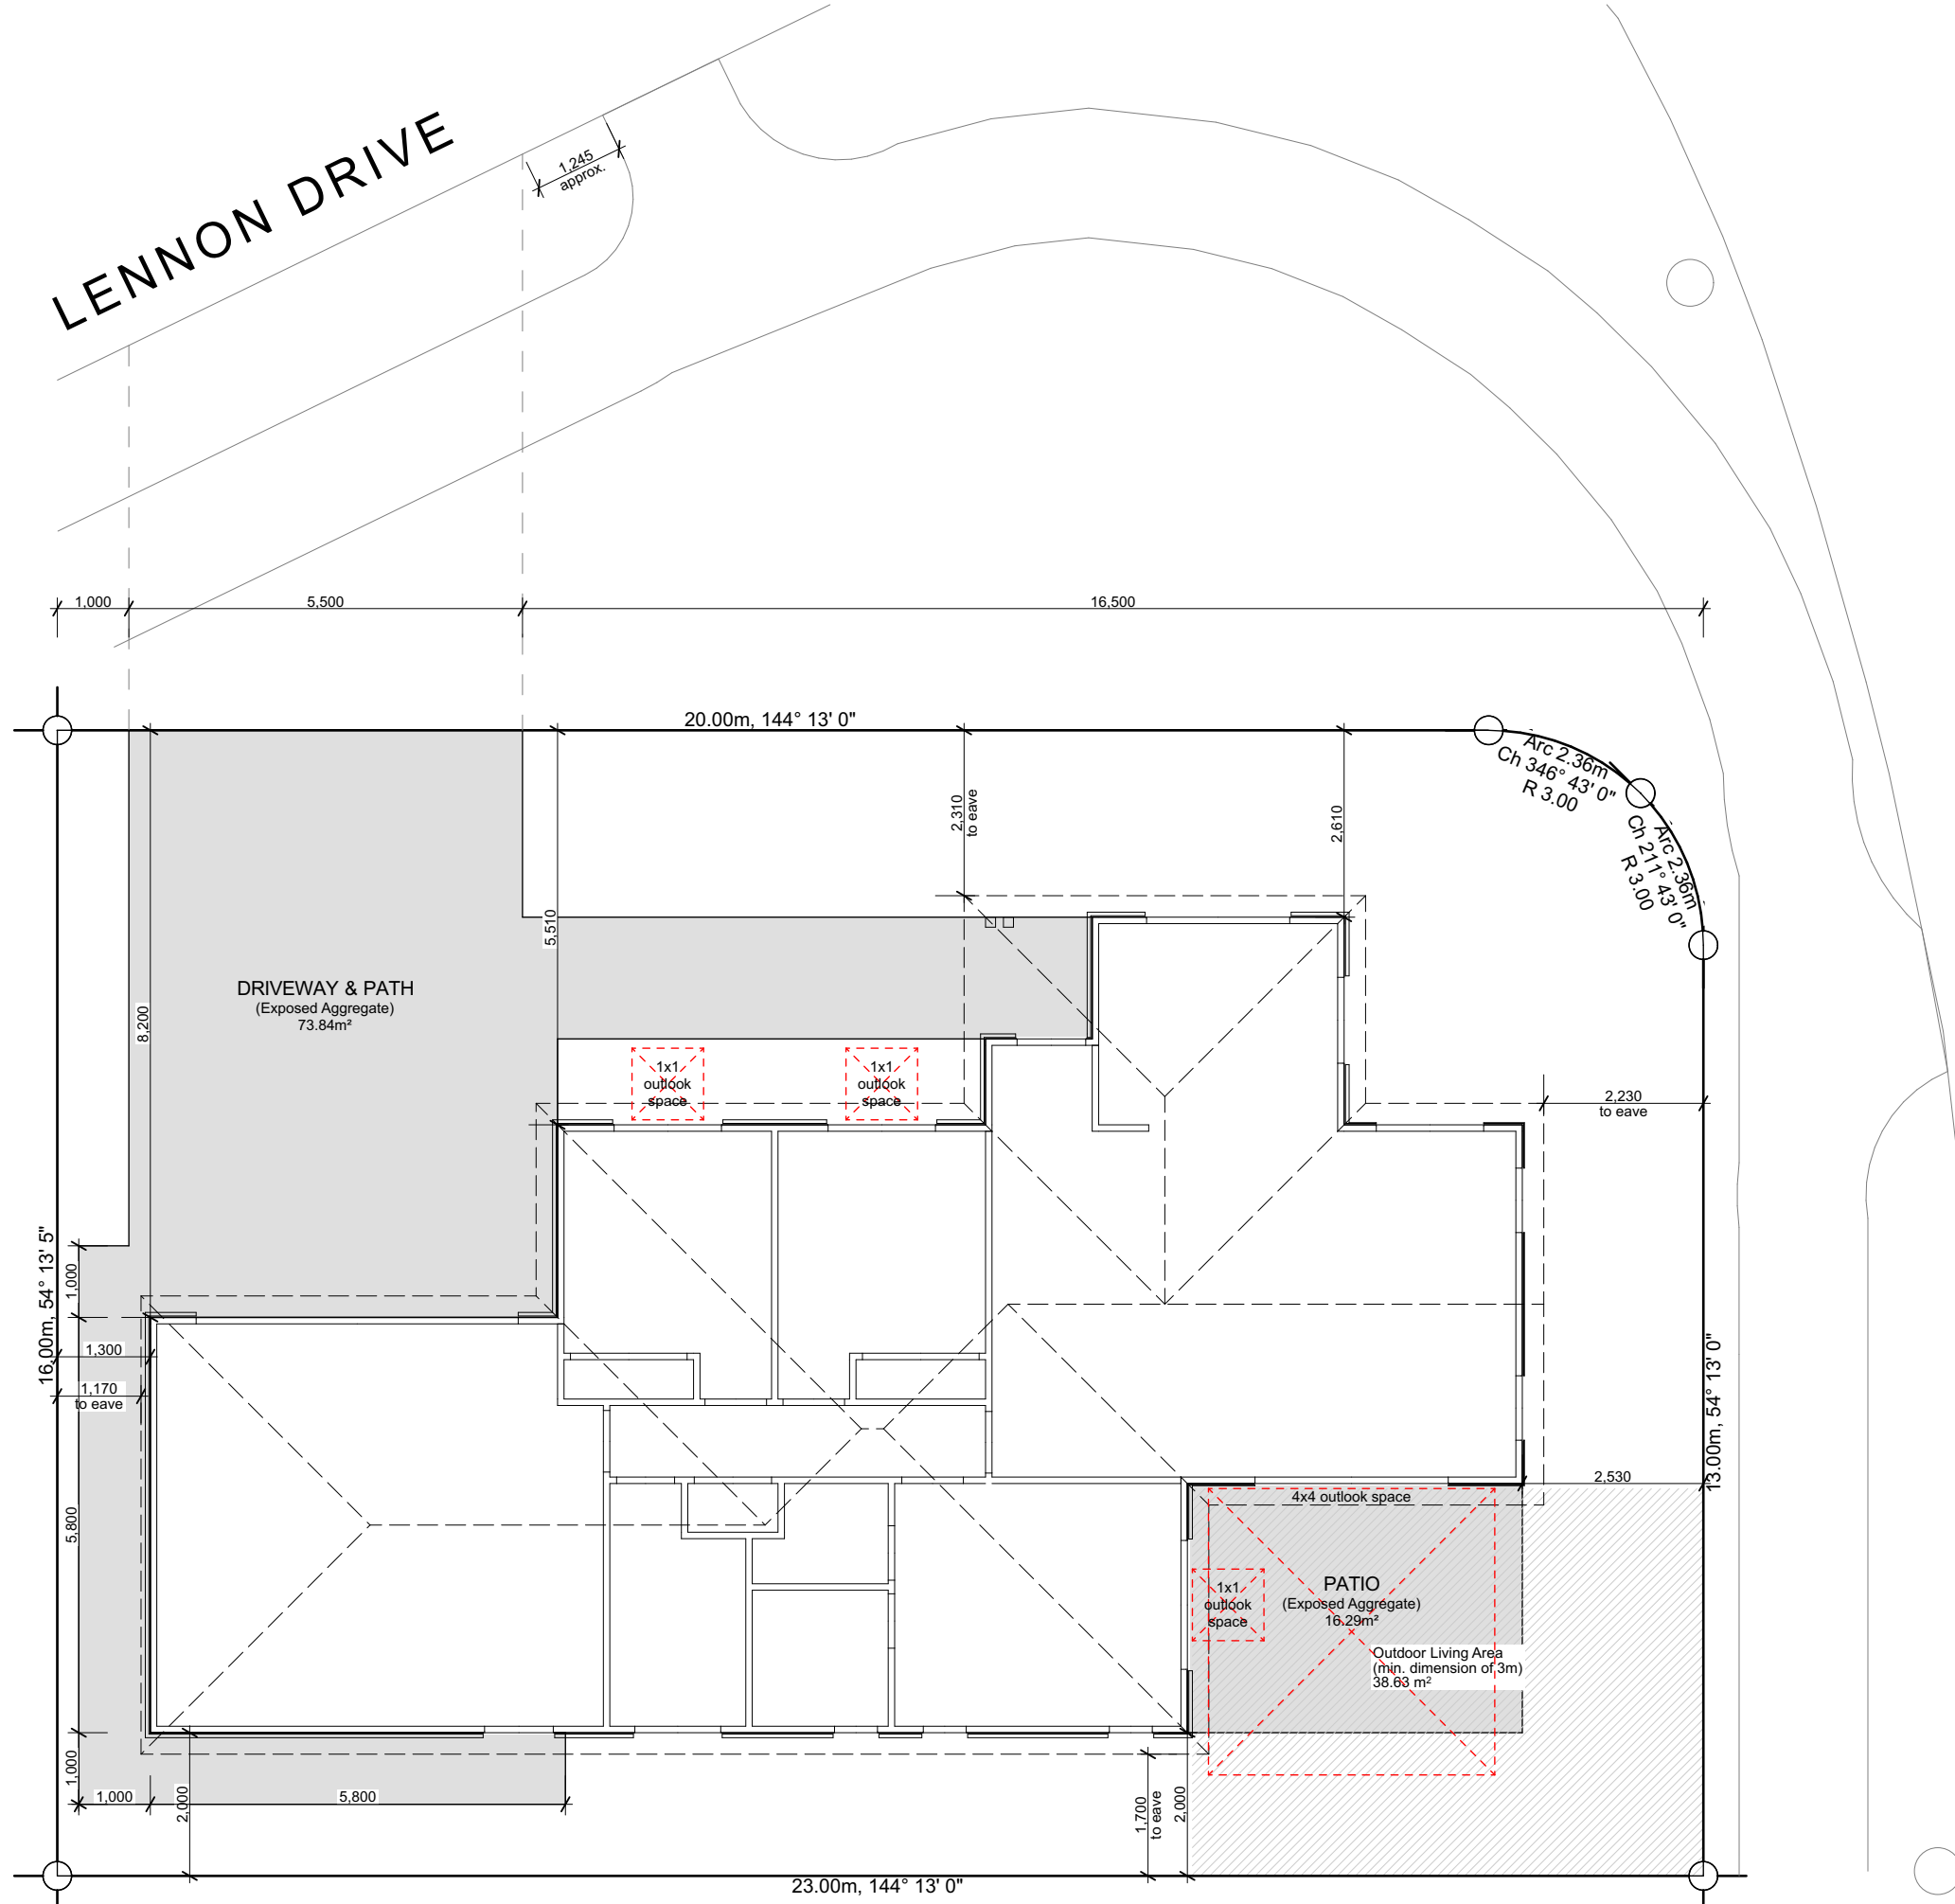 LENNON DRIVE
1,245
approx.
1,000
5,500
16,500
20.00m, 144° 13' 0"
Arc 2.36m
Ch 346° 43' 0"
R 3.00
Arc 2.36m
Ch 211° 43' 0"
R 3.00
2,310
to eave
2,610
5,510
8,200
DRIVEWAY & PATH
(Exposed Aggregate)
73.84m²
1x1
outlook
space
1x1
outlook
space
2,230
to eave
16.00m, 54° 13' 5"
1,000
1,300
1,170
to eave
13.00m, 54° 13' 0"
2,530
4x4 outlook space
5,800
1x1
outlook
space
PATIO
(Exposed Aggregate)
16.29m²
Outdoor Living Area
(min. dimension of 3m)
38.63 m²
1,000
1,000
5,800
2,000
1,700
to eave
2,000
23.00m, 144° 13' 0"